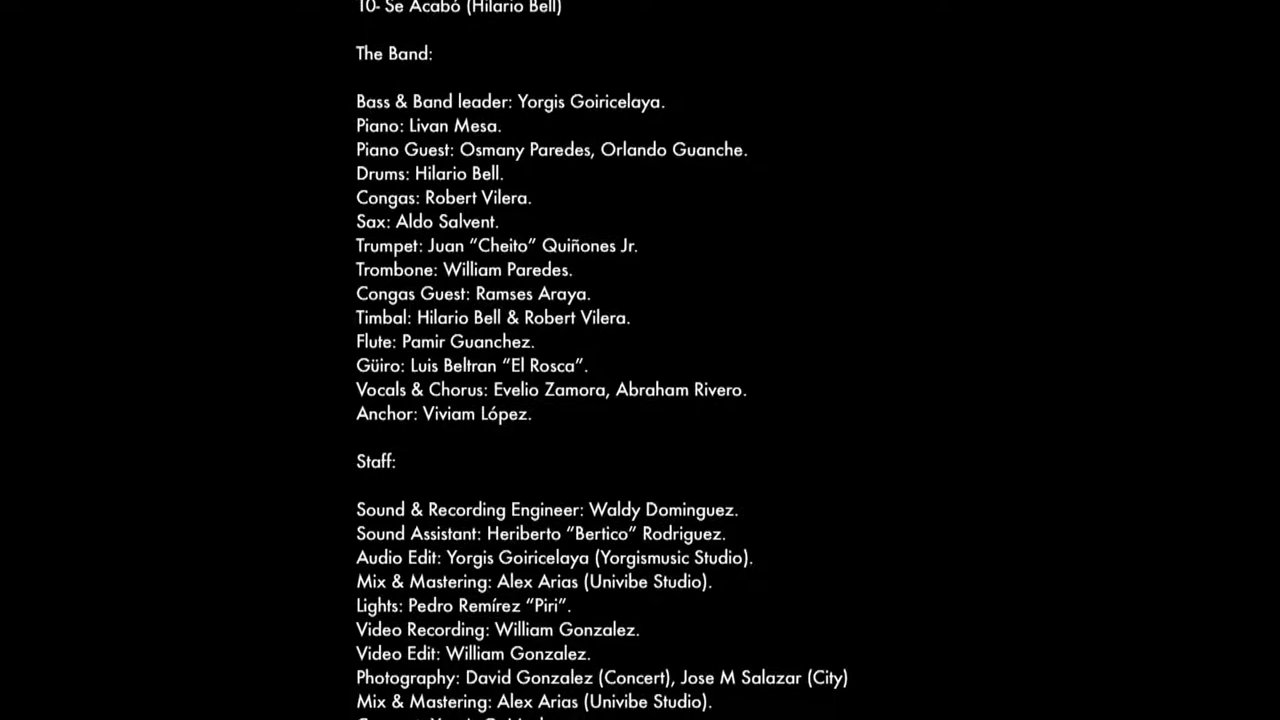 10- Se Acabó (Hilario Bell)
The Band:
Bass & Band leader: Yorgis Goiricelaya.
Piano: Livan Mesa.
Piano Guest: Osmany Paredes, Orlando Guanche.
Drums: Hilario Bell.
Congas: Robert Vilera.
Sax: Aldo Salvent.
Trumpet: Juan “Cheito” Quiñones Jr.
Trombone: William Paredes.
Congas Guest: Ramses Araya.
Timbal: Hilario Bell & Robert Vilera.
Flute: Pamir Guanchez.
Güiro: Luis Beltran “El Rosca”.
Vocals & Chorus: Evelio Zamora, Abraham Rivero.
Anchor: Viviam López.
Staff:
Sound & Recording Engineer: Waldy Dominguez.
Sound Assistant: Heriberto “Bertico” Rodriguez.
Audio Edit: Yorgis Goiricelaya (Yorgismusic Studio).
Mix & Mastering: Alex Arias (Univibe Studio).
Lights: Pedro Remírez “Piri”.
Video Recording: William Gonzalez.
Video Edit: William Gonzalez.
Photography: David Gonzalez (Concert), Jose M Salazar (City)
Mix & Mastering: Alex Arias (Univibe Studio).